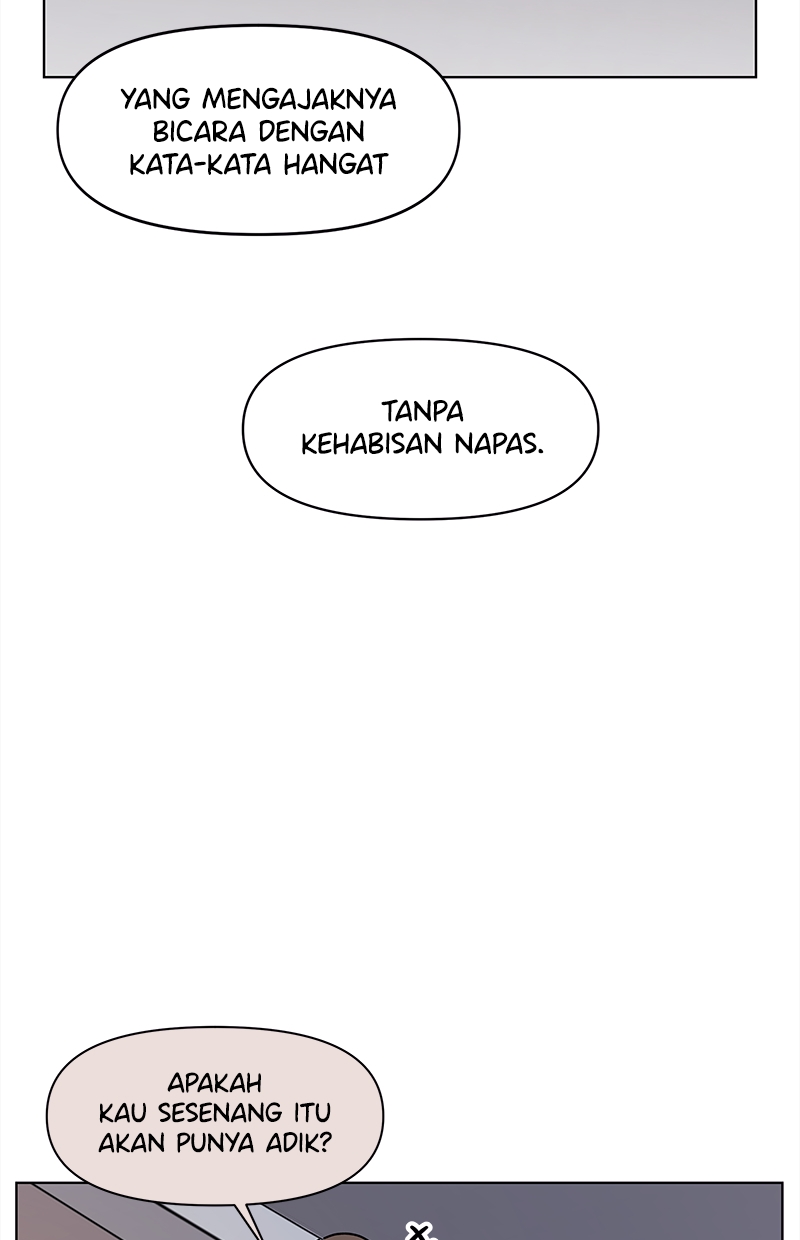 YANG MENGAJAKNYA
BICARA DENGAN
KATA-KATA HANGAT
TANPA
KEHABISAN NAPAS.
APAKAH
KAU SESENANG ITU
AKAN PUNYA ADIK?